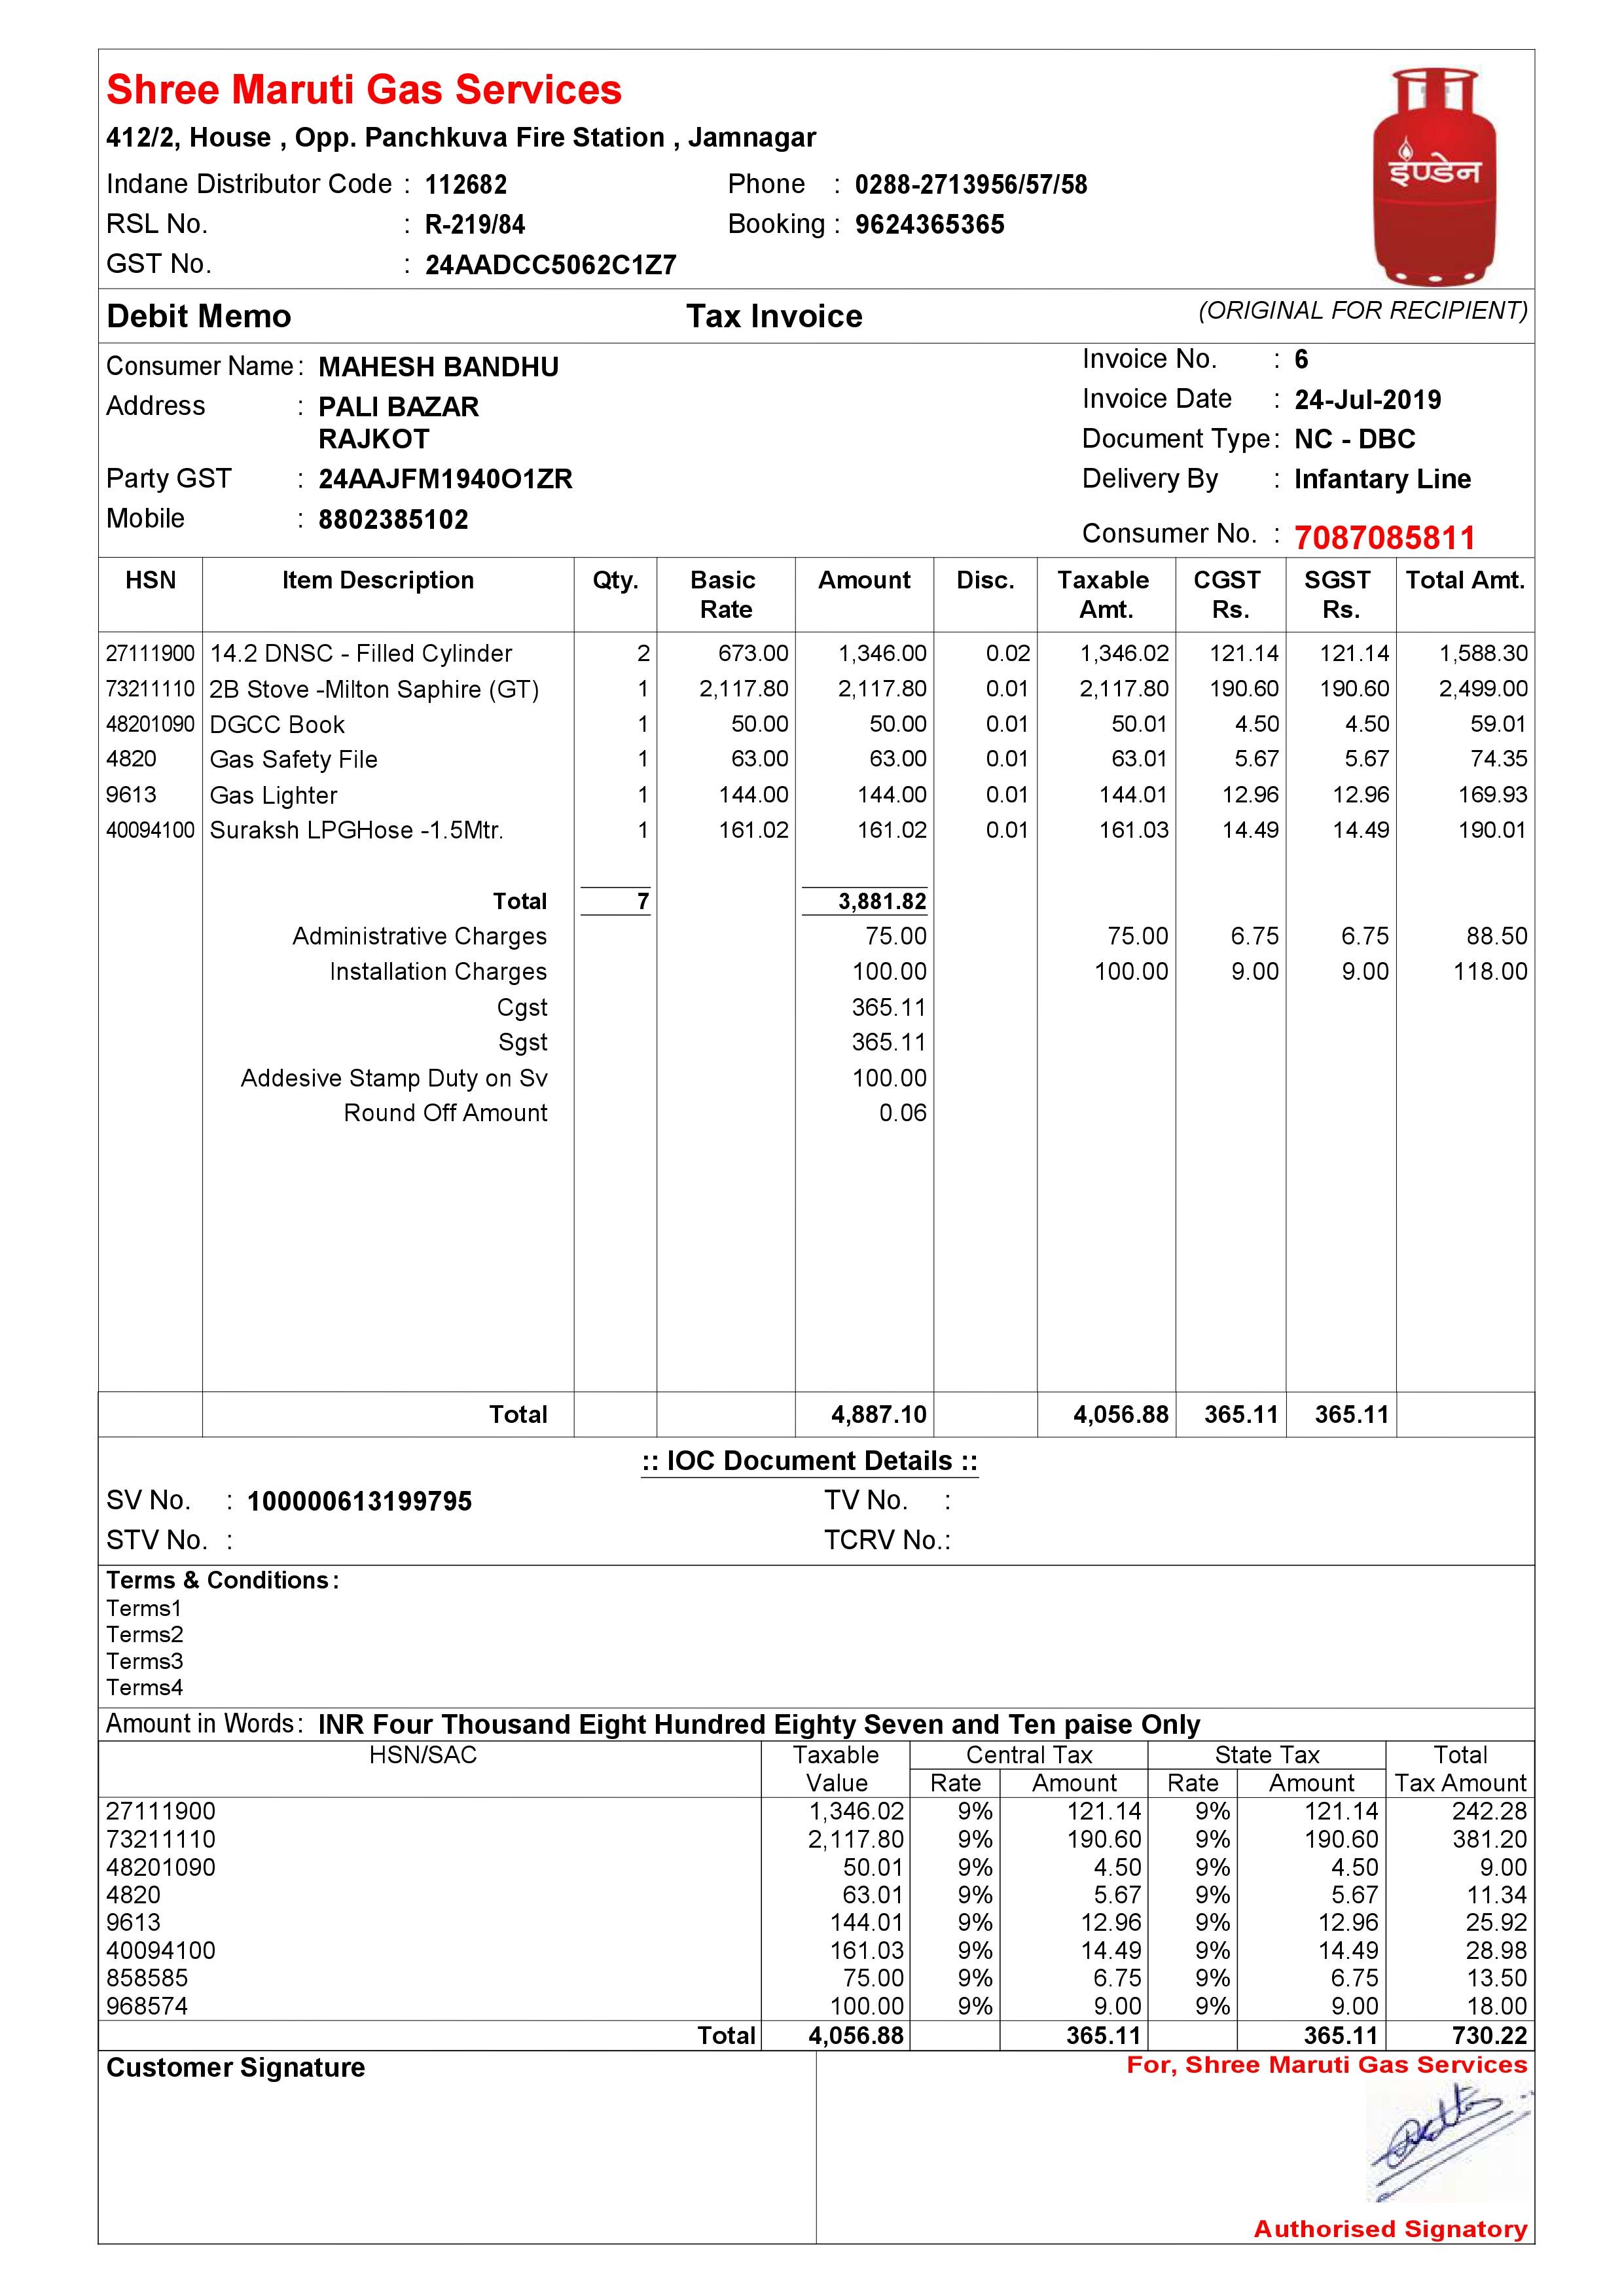 Shree Maruti Gas Services
412/2, House , Opp. Panchkuva Fire Station , Jamnagar
इण्डेन
Indane Distributor Code : 112682 Phone : 0288-2713956/57/58
RSL No. : R-219/84 Booking : 9624365365
GST No. : 24AADCC5062C1Z7
Debit Memo Tax Invoice (ORIGINAL FOR RECIPIENT)
Consumer Name : MAHESH BANDHU Invoice No. : 6
Address : PALI BAZAR Invoice Date : 24-Jul-2019
RAJKOT Document Type : NC - DBC
Party GST : 24AAJFM1940O1ZR Delivery By : Infantary Line
Mobile : 8802385102 Consumer No. : 7087085811
HSN Item Description Qty. Basic Rate Amount Disc. Taxable Amt. CGST Rs. SGST Rs. Total Amt.
27111900 14.2 DNSC - Filled Cylinder 2 673.00 1,346.00 0.02 1,346.02 121.14 121.14 1,588.30
73211110 2B Stove -Milton Saphire (GT) 1 2,117.80 2,117.80 0.01 2,117.80 190.60 190.60 2,499.00
48201090 DGCC Book 1 50.00 50.00 0.01 50.01 4.50 4.50 59.01
4820 Gas Safety File 1 63.00 63.00 0.01 63.01 5.67 5.67 74.35
9613 Gas Lighter 1 144.00 144.00 0.01 144.01 12.96 12.96 169.93
40094100 Suraksh LPGHose -1.5Mtr. 1 161.02 161.02 0.01 161.03 14.49 14.49 190.01
Total 7 3,881.82
Administrative Charges 75.00 75.00 6.75 6.75 88.50
Installation Charges 100.00 100.00 9.00 9.00 118.00
Cgst 365.11
Sgst 365.11
Addesive Stamp Duty on Sv 100.00
Round Off Amount 0.06
Total 4,887.10 4,056.88 365.11 365.11
:: IOC Document Details ::
SV No. : 100000613199795 TV No. :
STV No. : TCRV No.:
Terms & Conditions :
Terms1
Terms2
Terms3
Terms4
Amount in Words : INR Four Thousand Eight Hundred Eighty Seven and Ten paise Only
HSN/SAC Taxable Value Central Tax State Tax Total Tax Amount
Rate Amount Rate Amount
27111900 1,346.02 9% 121.14 9% 121.14 242.28
73211110 2,117.80 9% 190.60 9% 190.60 381.20
48201090 50.01 9% 4.50 9% 4.50 9.00
4820 63.01 9% 5.67 9% 5.67 11.34
9613 144.01 9% 12.96 9% 12.96 25.92
40094100 161.03 9% 14.49 9% 14.49 28.98
858585 75.00 9% 6.75 9% 6.75 13.50
968574 100.00 9% 9.00 9% 9.00 18.00
Total 4,056.88 365.11 365.11 730.22
Customer Signature For, Shree Maruti Gas Services
Authorised Signatory